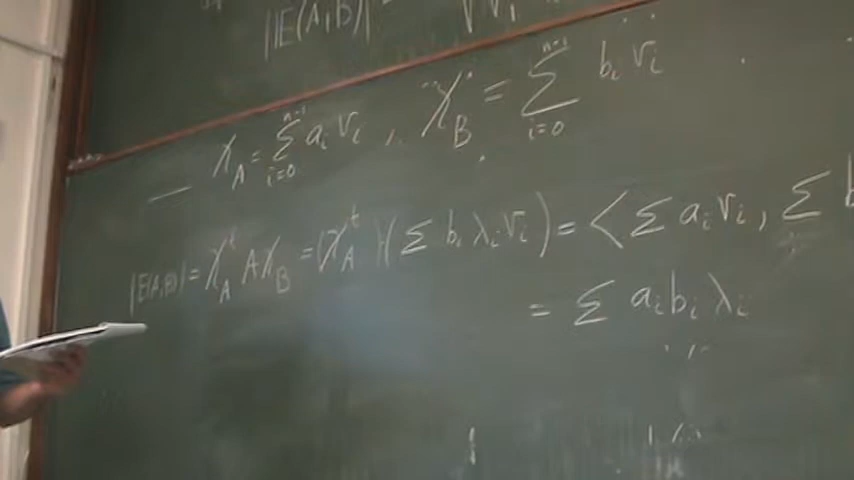 |E(A,B)| -
— χ_A = Σ_{i=0}^{n-1} a_i v_i , χ_B = Σ_{i=0}^{n-1} b_i v_i
|E(A,B)| = χ_A^t A χ_B = (χ_A^t)·(Σ b_i λ_i v_i) = < Σ a_i v_i , Σ b
= Σ a_i b_i λ_i